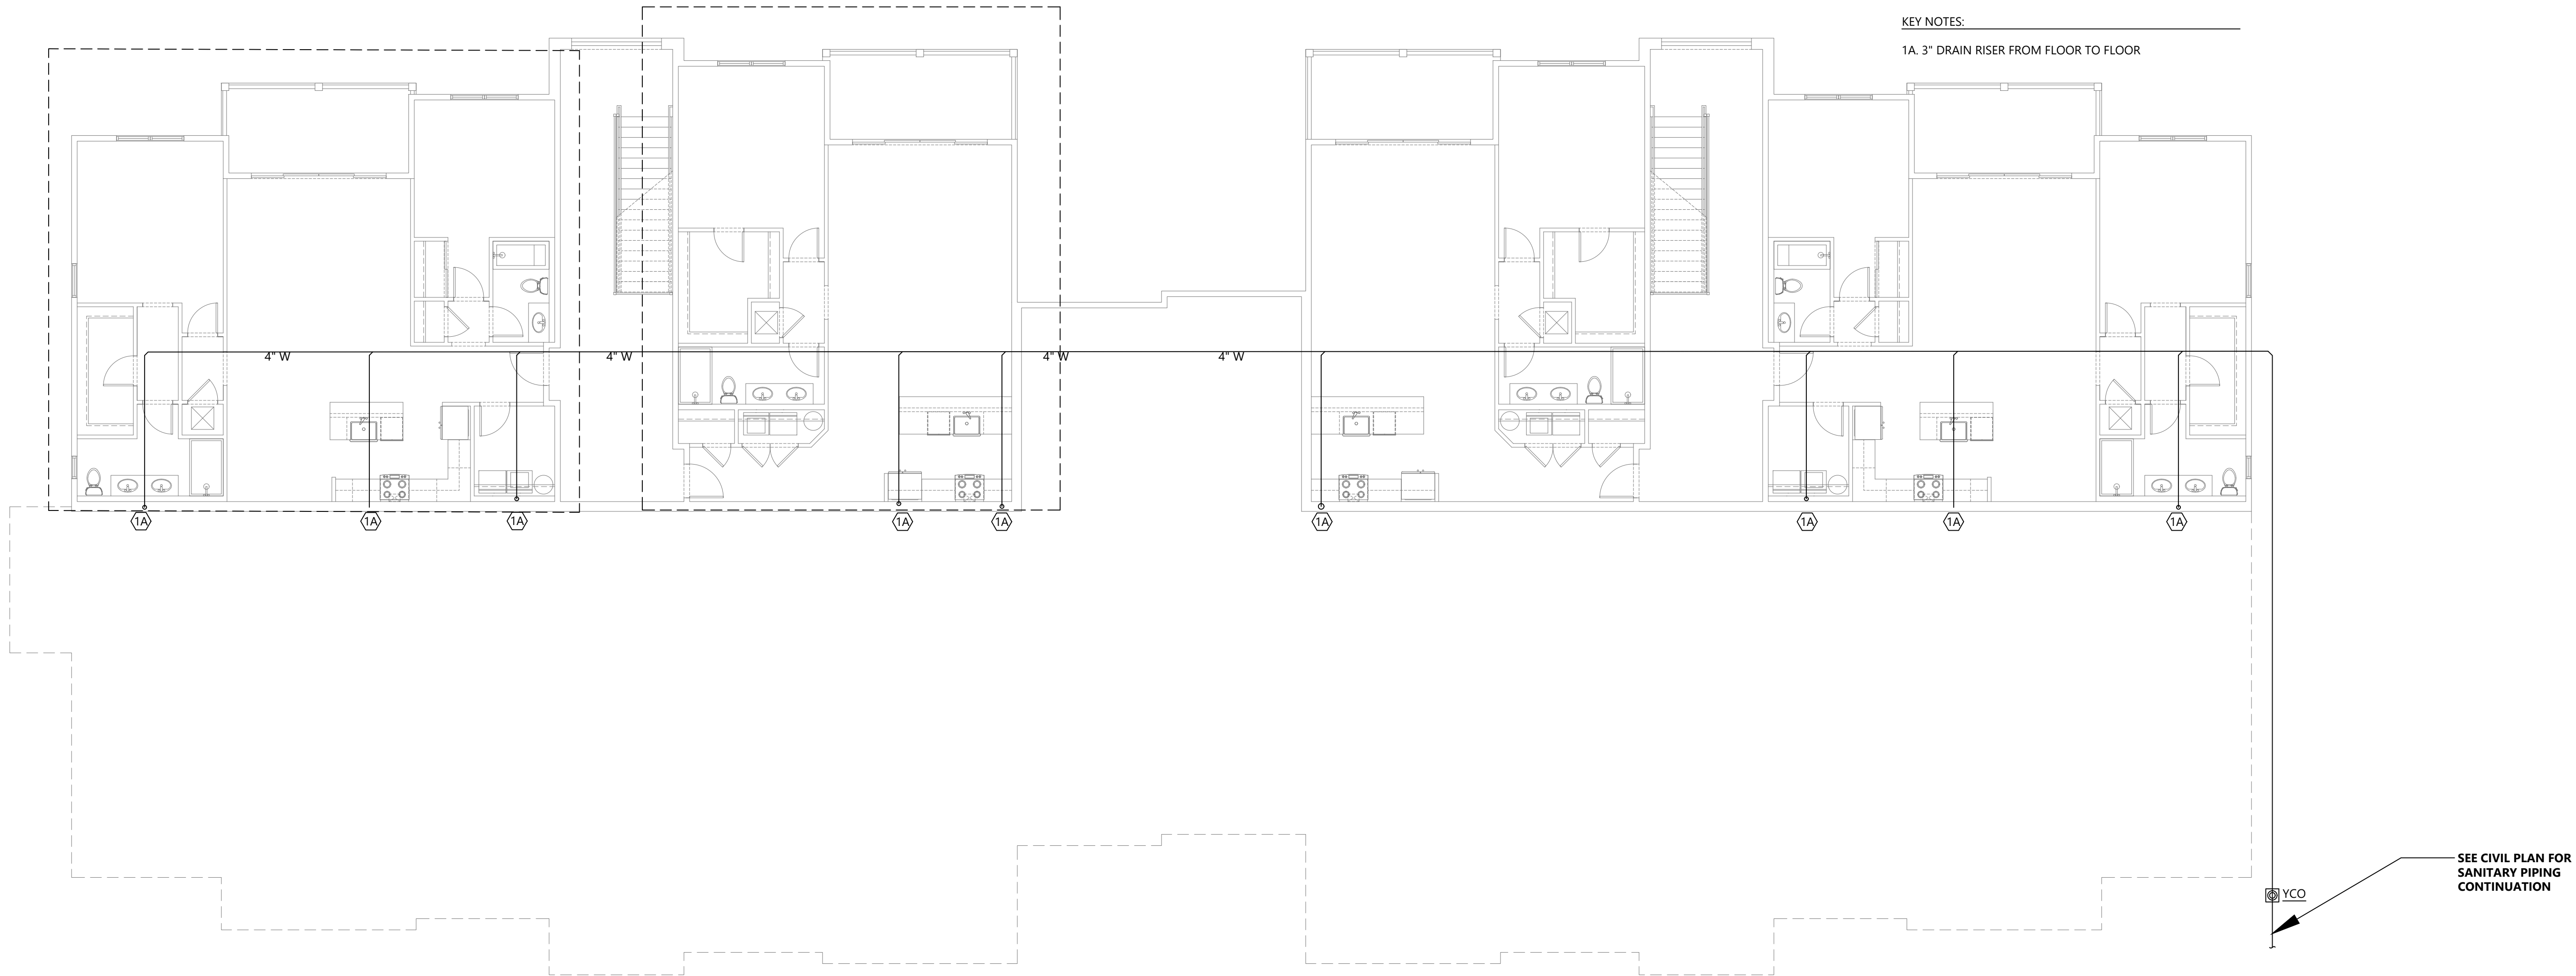 KEY NOTES:
1A. 3" DRAIN RISER FROM FLOOR TO FLOOR
4" W
4" W
4" W
4" W
1A
1A
1A
1A
1A
1A
1A
1A
1A
SEE CIVIL PLAN FOR
SANITARY PIPING
CONTINUATION
YCO